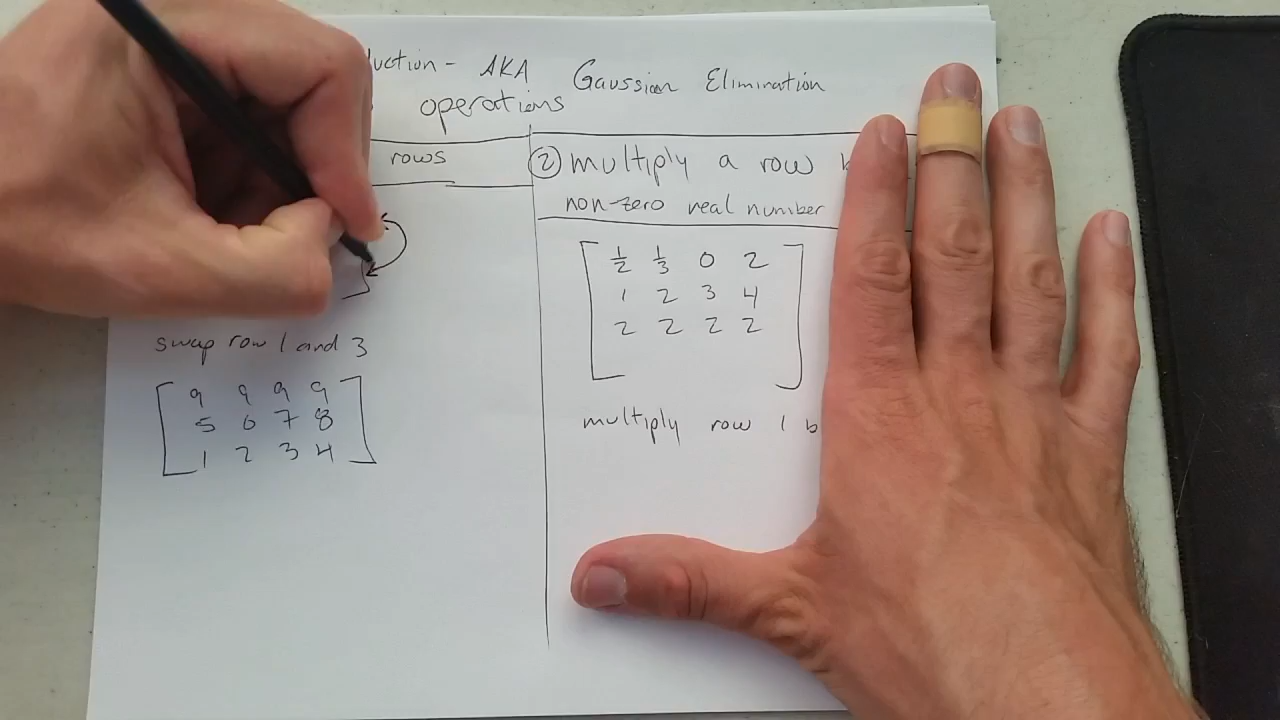 - AKA Gaussian Elimination
operations
rows
swap row 1 and 3
9 9 9 9
5 6 7 8
1 2 3 4
② multiply a row
non-zero real number
1/2 1/3 0 2
1 2 3 4
2 2 2 2
multiply row 1